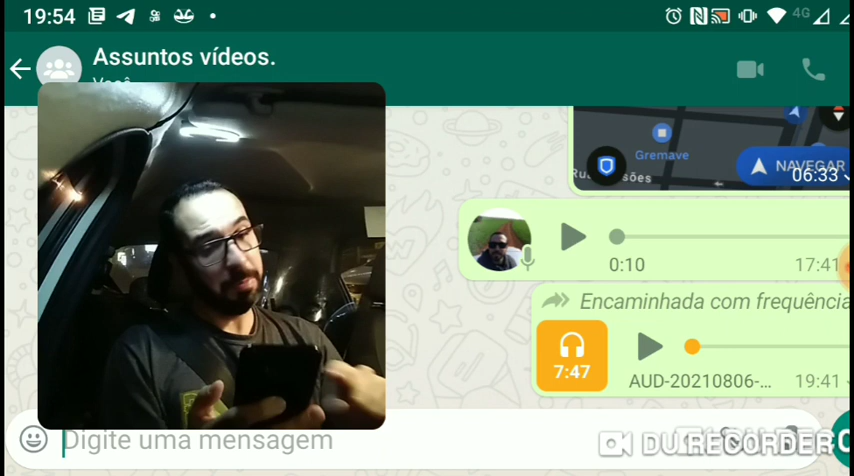 19:54
4G
Assuntos vídeos.
Você
Gremave
NAVEGAR
06:33
0:10
17:41
Encaminhada com frequência
7:47
AUD-20210806-...
19:41
Digite uma mensagem
DU RECORDER